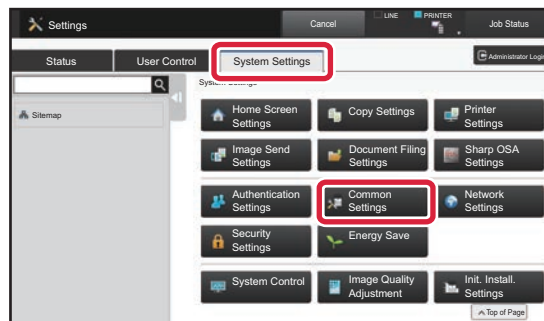 Settings
Cancel
LINE
PRINTER
Job Status
Status
User Control
System Settings
Administrator Login
System Settings
Sitemap
Home Screen
Settings
Copy Settings
Printer
Settings
Image Send
Settings
Document Filing
Settings
Sharp OSA
Settings
Authentication
Settings
Common
Settings
Network
Settings
Security
Settings
Energy Save
System Control
Image Quality
Adjustment
Init. Install.
Settings
Top of Page